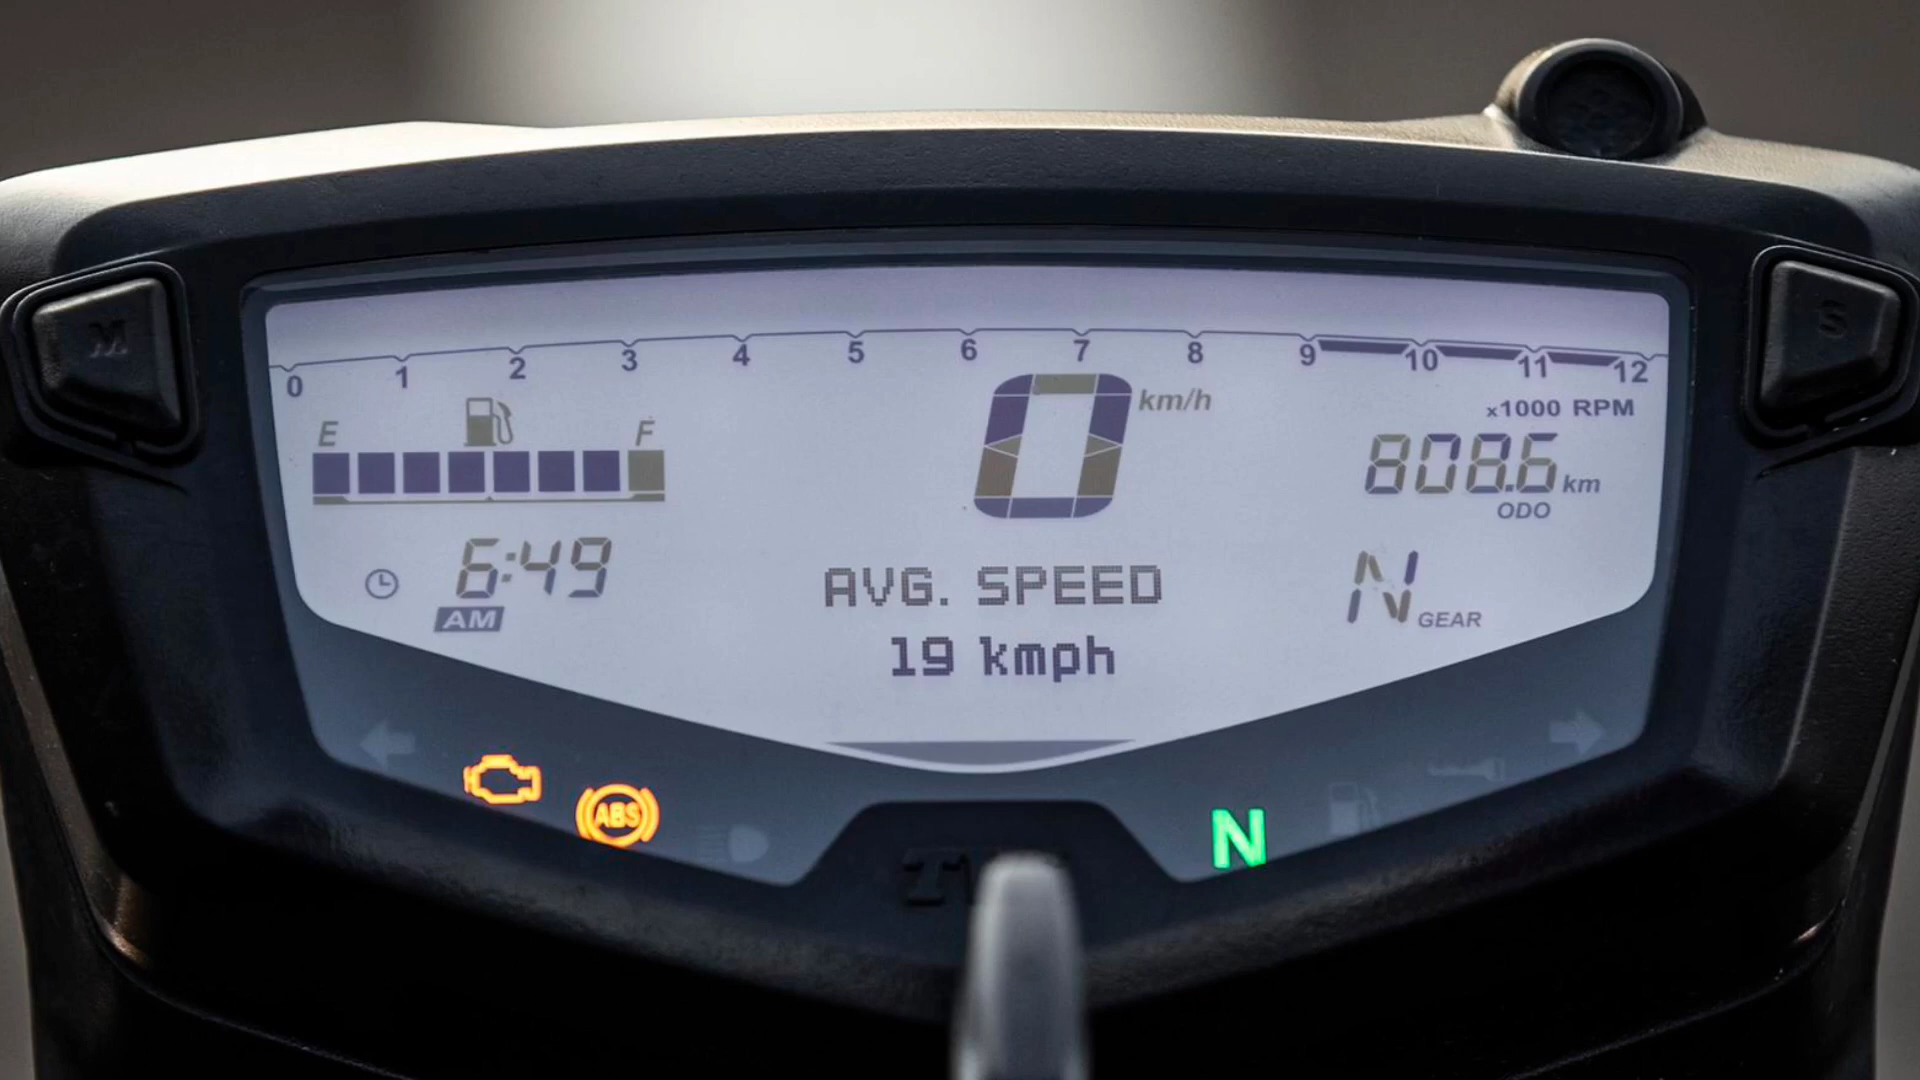 0 1 2 3 4 5 6 7 8 9 10 11 12
x1000 RPM
E F
0 km/h
808.6 km
ODO
6:49
AM
AVG. SPEED
19 kmph
N GEAR
ABS
N
M
S